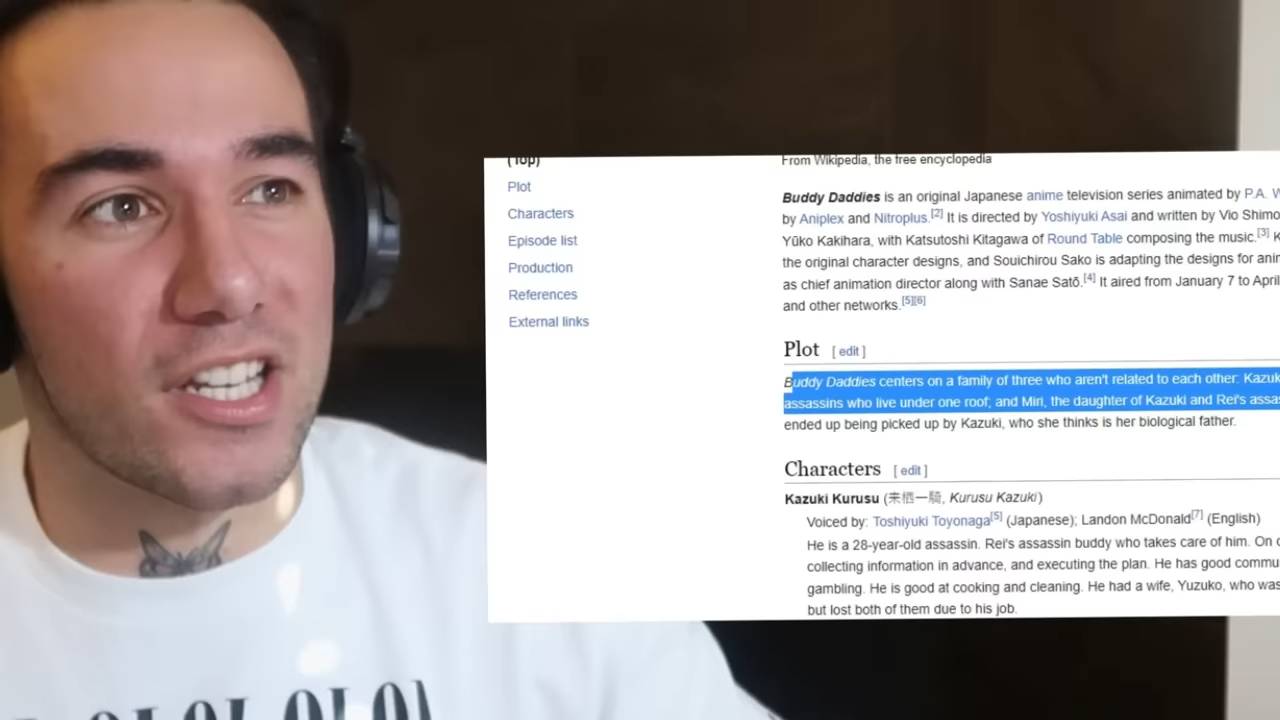 (Top)
Plot
Characters
Episode list
Production
References
External links
From Wikipedia, the free encyclopedia
Buddy Daddies is an original Japanese anime television series animated by P.A.
by Aniplex and Nitroplus.[2] It is directed by Yoshiyuki Asai and written by Vio
Yūko Kakihara, with Katsutoshi Kitagawa of Round Table composing the music.[3]
the original character designs, and Souichirou Sako is adapting the designs for
as chief animation director along with Sanae Satō.[4] It aired from January 7 to April
and other networks.[5][6]
Plot [ edit ]
Buddy Daddies centers on a family of three who aren't related to each other:
assassins who live under one roof; and Miri, the daughter of Kazuki and Rei's
ended up being picked up by Kazuki, who she thinks is her biological father.
Characters [ edit ]
Kazuki Kurusu (来栖一騎, Kurusu Kazuki)
Voiced by: Toshiyuki Toyonaga[5] (Japanese); Landon McDonald[7] (English)
He is a 28-year-old assassin. Rei's assassin buddy who takes care of him. On
collecting information in advance, and executing the plan. He has good
gambling. He is good at cooking and cleaning. He had a wife, Yuzuko, who was
but lost both of them due to his job.